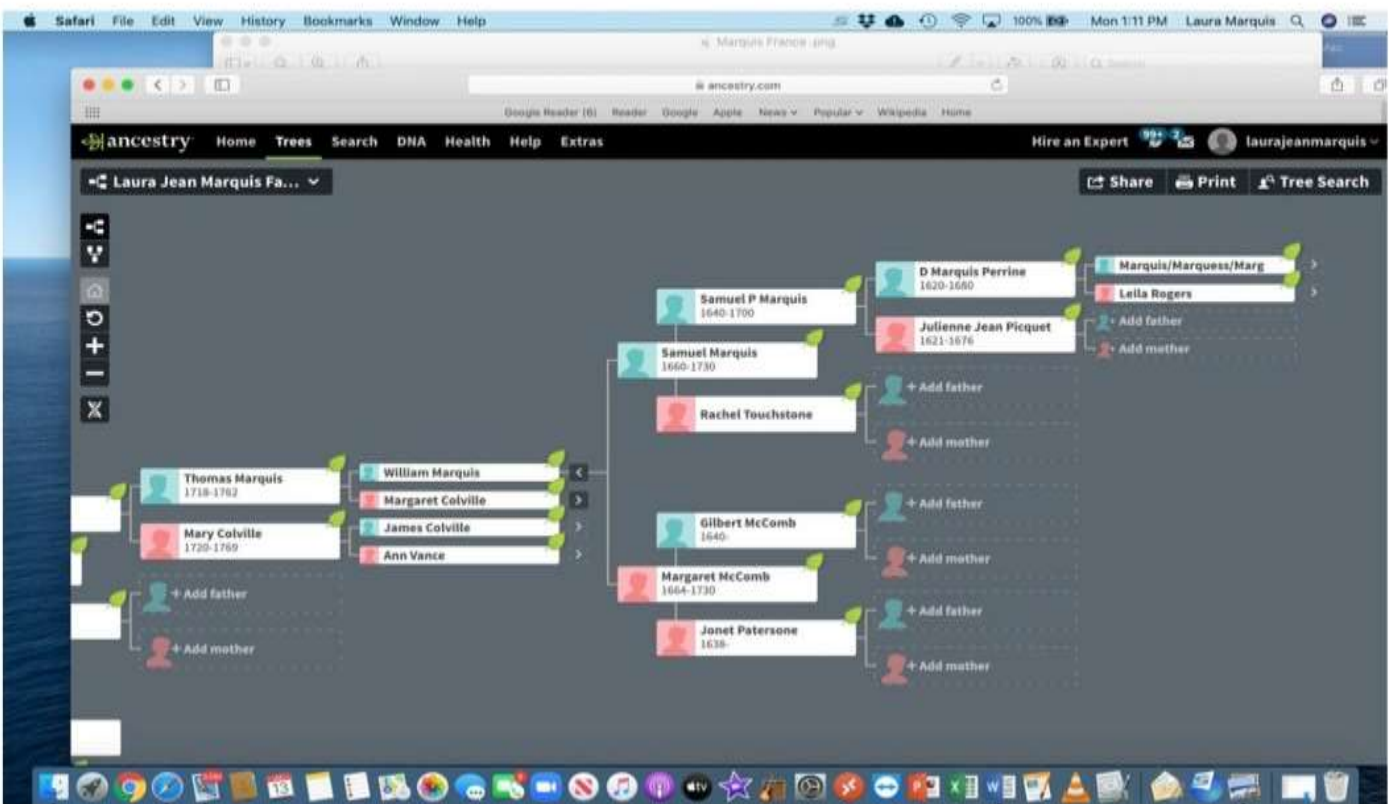 Safari File Edit View History Bookmarks Window Help
100% Mon 1:11 PM Laura Marquis
Marquis France .png
Search
ancestry.com
Google Reader (6) Reader Google Apple News Popular Wikipedia Home
ancestry Home Trees Search DNA Health Help Extras
Hire an Expert 99+ 2 laurajeanmarquis
Laura Jean Marquis Fa...
Share Print Tree Search
D Marquis Perrine
1620-1680
Marquis/Marquess/Marg
Leila Rogers
Samuel P Marquis
1640-1700
Julienne Jean Picquet
1621-1676
+ Add father
+ Add mother
Samuel Marquis
1660-1730
+ Add father
Rachel Touchstone
+ Add mother
Thomas Marquis
1718-1762
William Marquis
Margaret Colville
Mary Colville
1720-1769
James Colville
Ann Vance
+ Add father
+ Add mother
+ Add father
Gilbert McComb
1640-
+ Add mother
Margaret McComb
1664-1730
+ Add father
Jonet Patersone
1638-
+ Add mother
13
tv